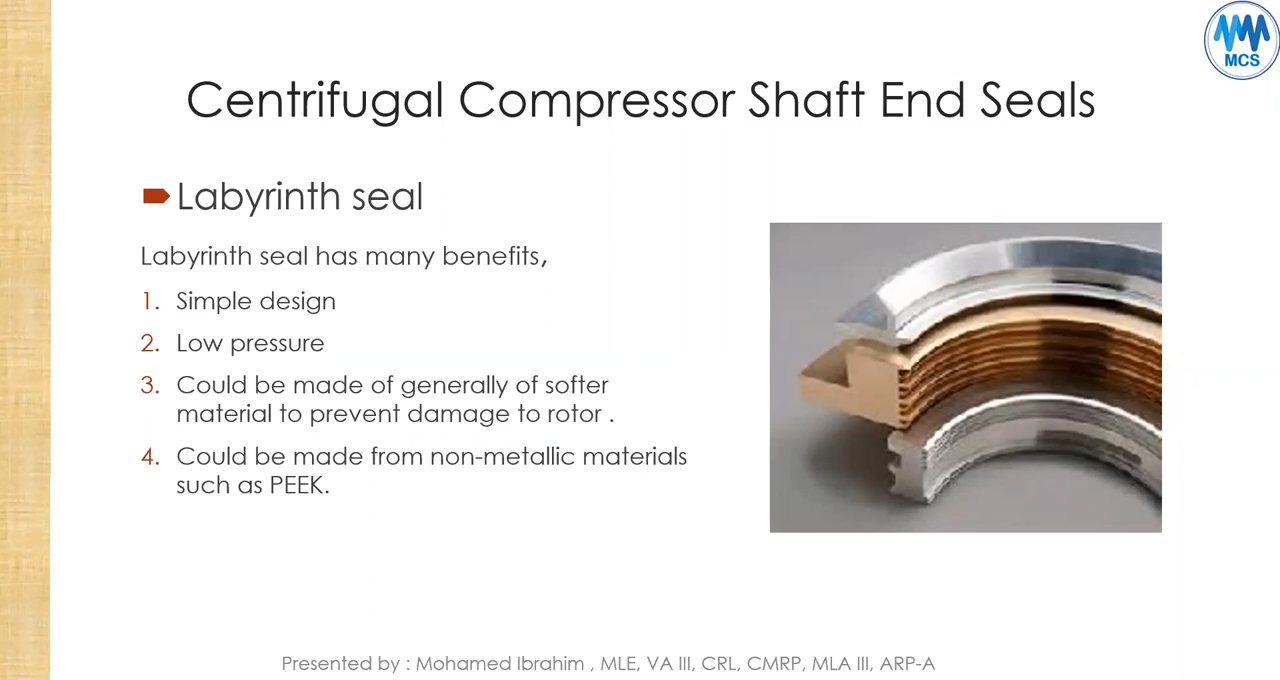 MCS
Centrifugal Compressor Shaft End Seals
Labyrinth seal
Labyrinth seal has many benefits,
1. Simple design
2. Low pressure
3. Could be made of generally of softer
material to prevent damage to rotor .
4. Could be made from non-metallic materials
such as PEEK.
Presented by : Mohamed Ibrahim , MLE, VA III, CRL, CMRP, MLA III, ARP-A